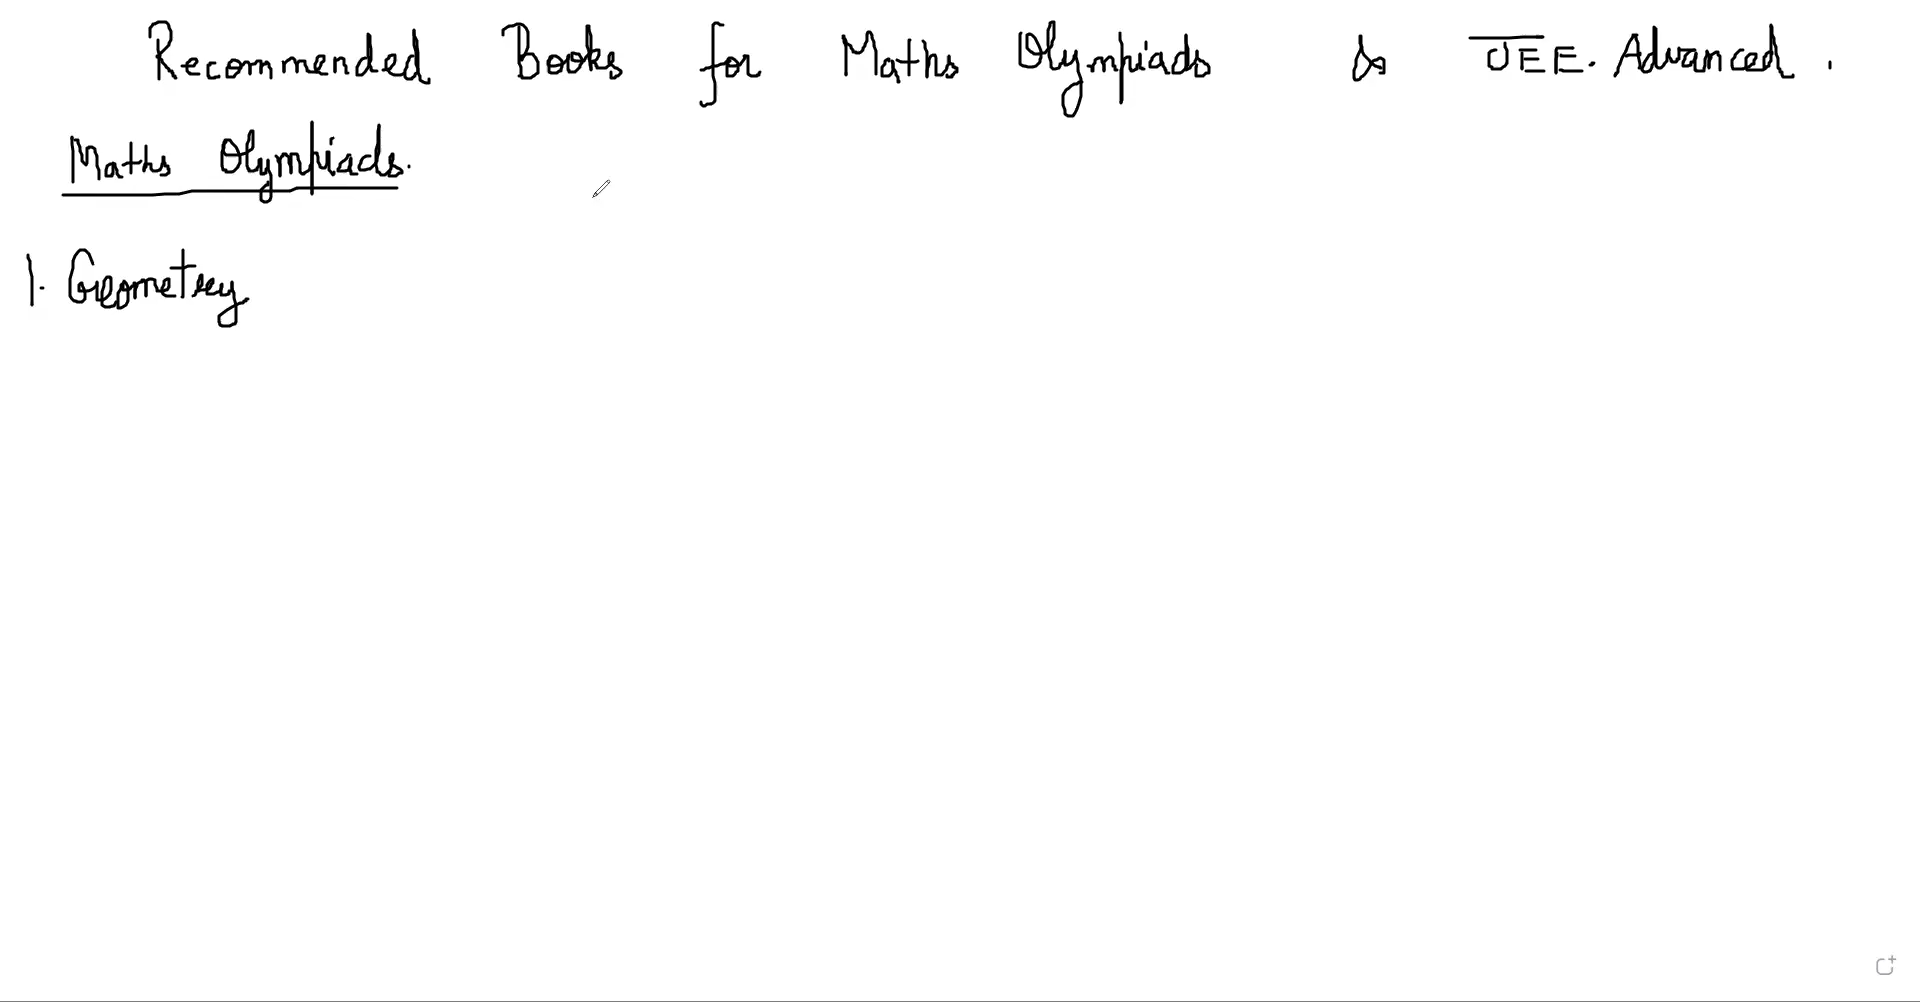 Recommended Books for Maths Olympiads & JEE. Advanced.
Maths Olympiads.
1. Geometry